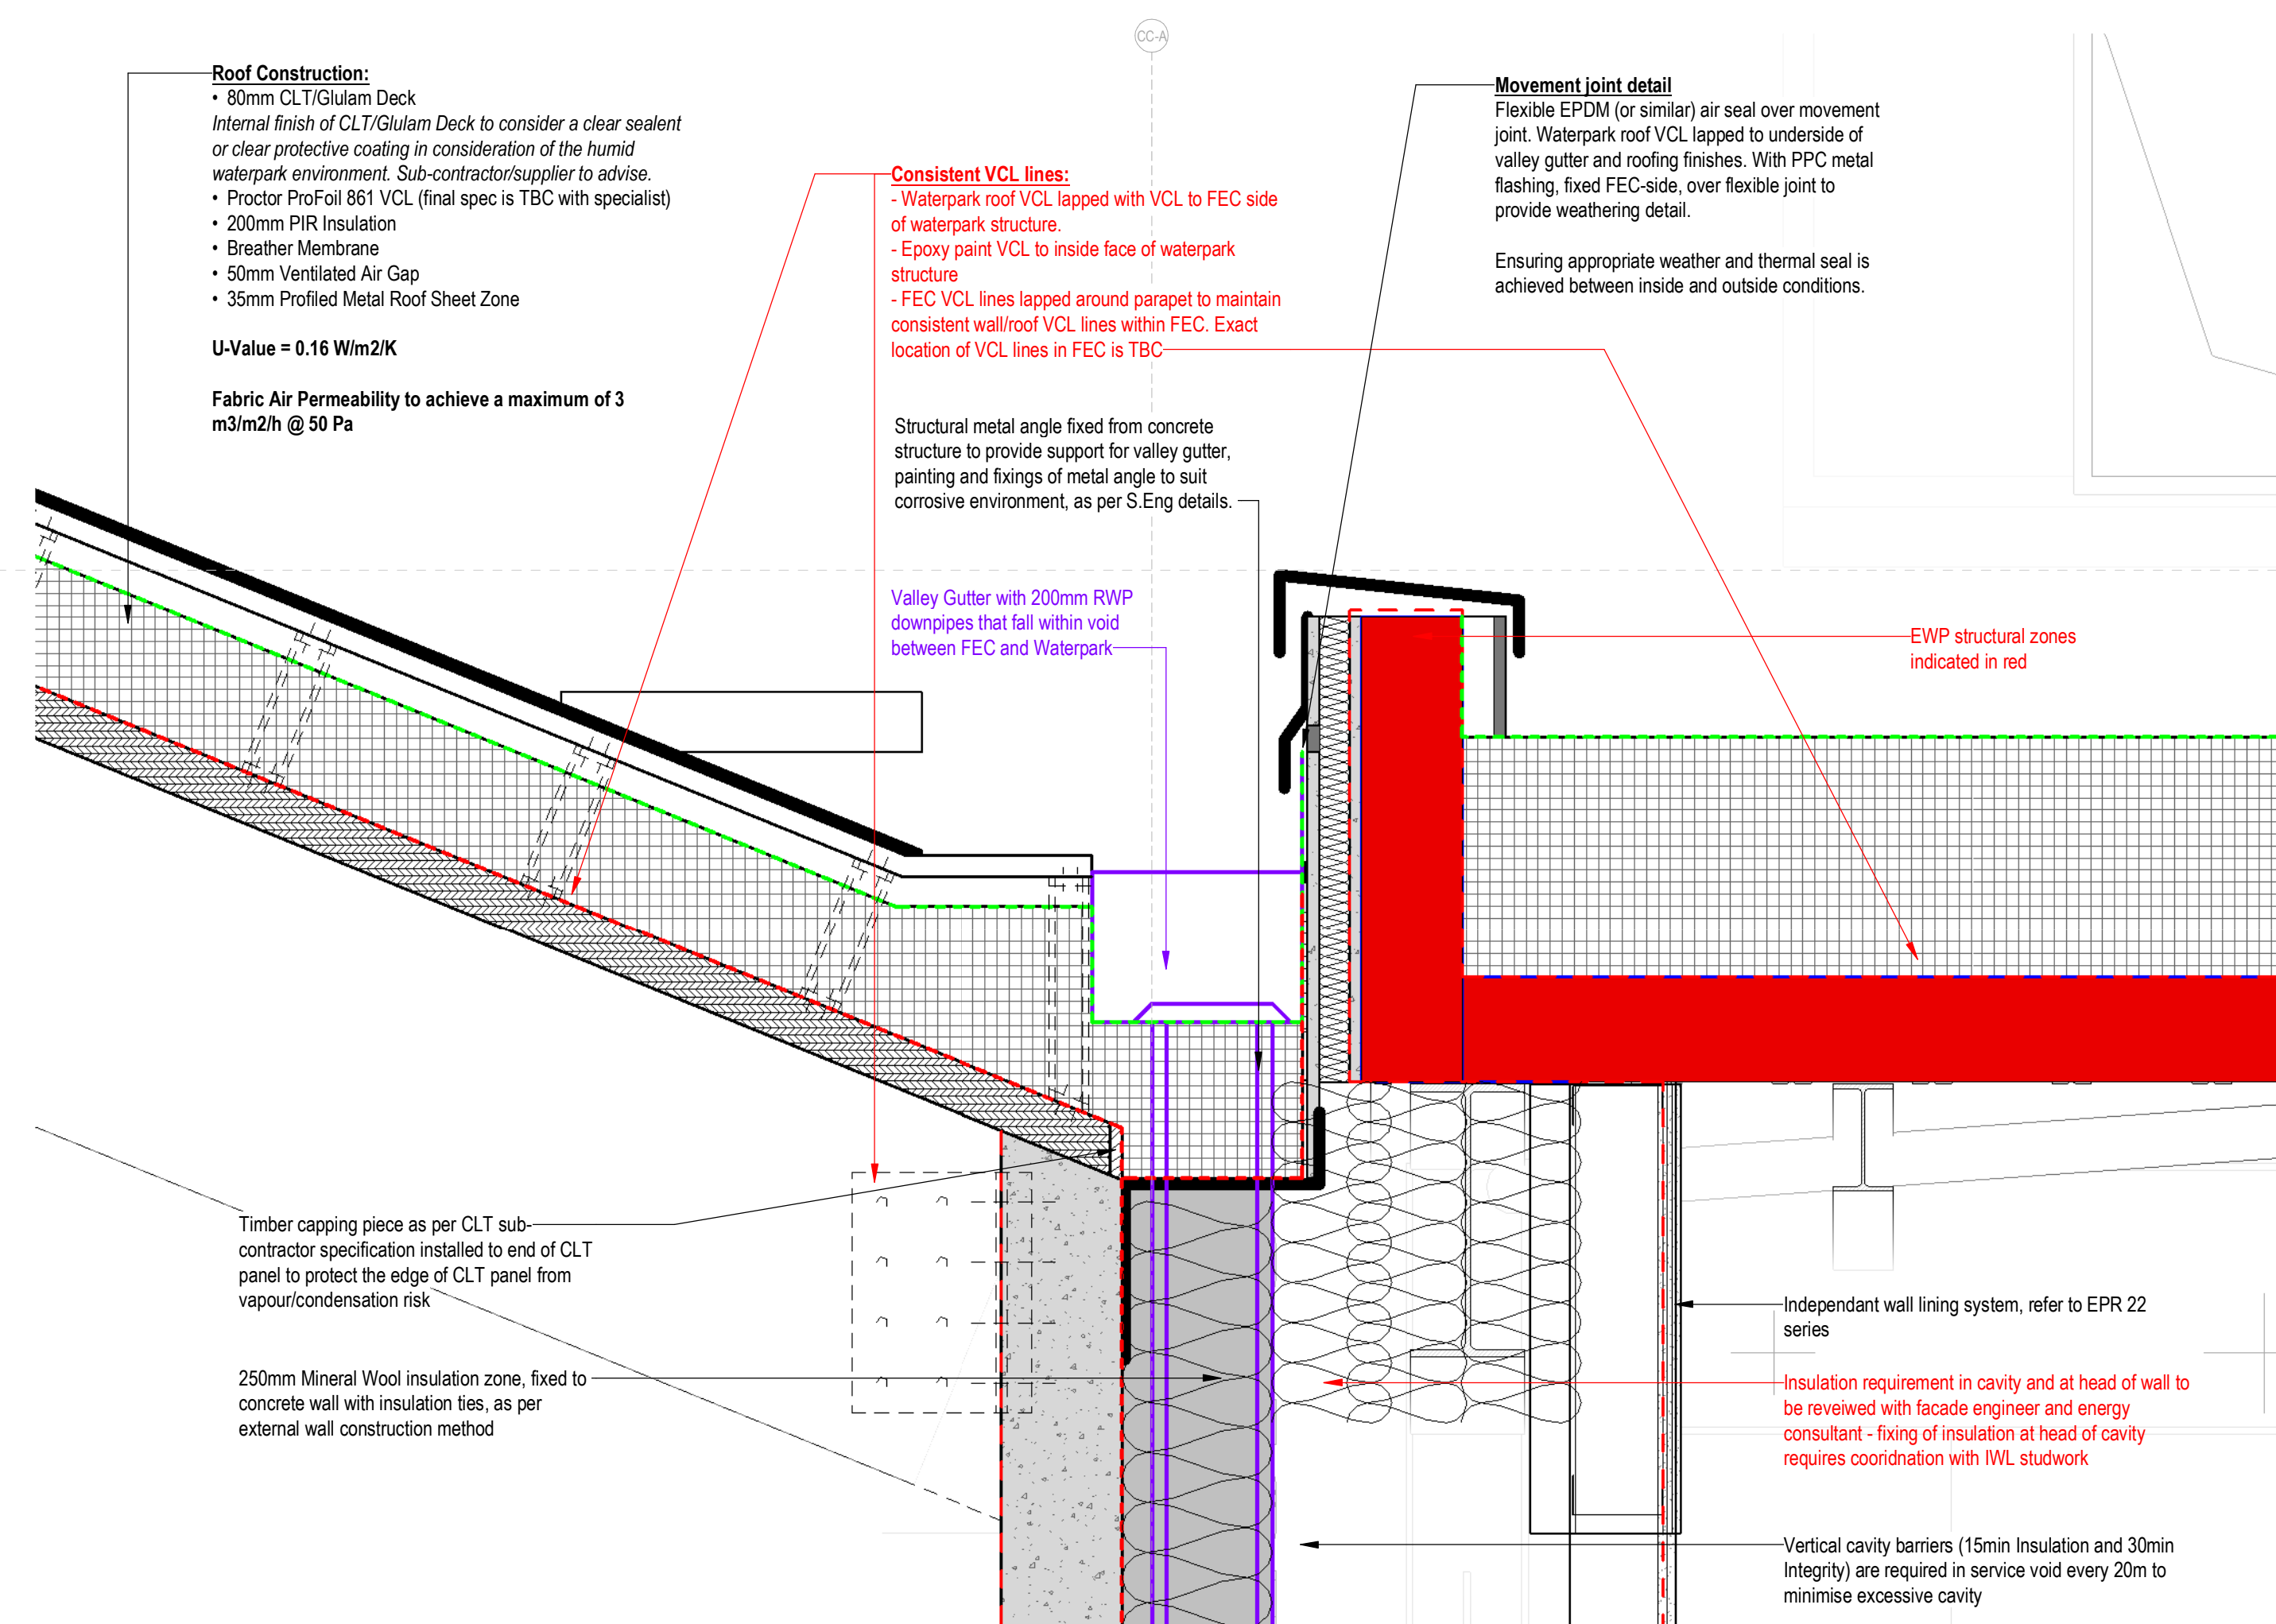 CC-A
Roof Construction:
• 80mm CLT/Glulam Deck
Internal finish of CLT/Glulam Deck to consider a clear sealent
or clear protective coating in consideration of the humid
waterpark environment. Sub-contractor/supplier to advise.
• Proctor ProFoil 861 VCL (final spec is TBC with specialist)
• 200mm PIR Insulation
• Breather Membrane
• 50mm Ventilated Air Gap
• 35mm Profiled Metal Roof Sheet Zone
U-Value = 0.16 W/m2/K
Fabric Air Permeability to achieve a maximum of 3
m3/m2/h @ 50 Pa
Consistent VCL lines:
- Waterpark roof VCL lapped with VCL to FEC side
of waterpark structure.
- Epoxy paint VCL to inside face of waterpark
structure
- FEC VCL lines lapped around parapet to maintain
consistent wall/roof VCL lines within FEC. Exact
location of VCL lines in FEC is TBC
Structural metal angle fixed from concrete
structure to provide support for valley gutter,
painting and fixings of metal angle to suit
corrosive environment, as per S.Eng details.
Valley Gutter with 200mm RWP
downpipes that fall within void
between FEC and Waterpark
Movement joint detail
Flexible EPDM (or similar) air seal over movement
joint. Waterpark roof VCL lapped to underside of
valley gutter and roofing finishes. With PPC metal
flashing, fixed FEC-side, over flexible joint to
provide weathering detail.
Ensuring appropriate weather and thermal seal is
achieved between inside and outside conditions.
EWP structural zones
indicated in red
Timber capping piece as per CLT sub-
contractor specification installed to end of CLT
panel to protect the edge of CLT panel from
vapour/condensation risk
250mm Mineral Wool insulation zone, fixed to
concrete wall with insulation ties, as per
external wall construction method
Independant wall lining system, refer to EPR 22
series
Insulation requirement in cavity and at head of wall to
be reveiwed with facade engineer and energy
consultant - fixing of insulation at head of cavity
requires cooridnation with IWL studwork
Vertical cavity barriers (15min Insulation and 30min
Integrity) are required in service void every 20m to
minimise excessive cavity